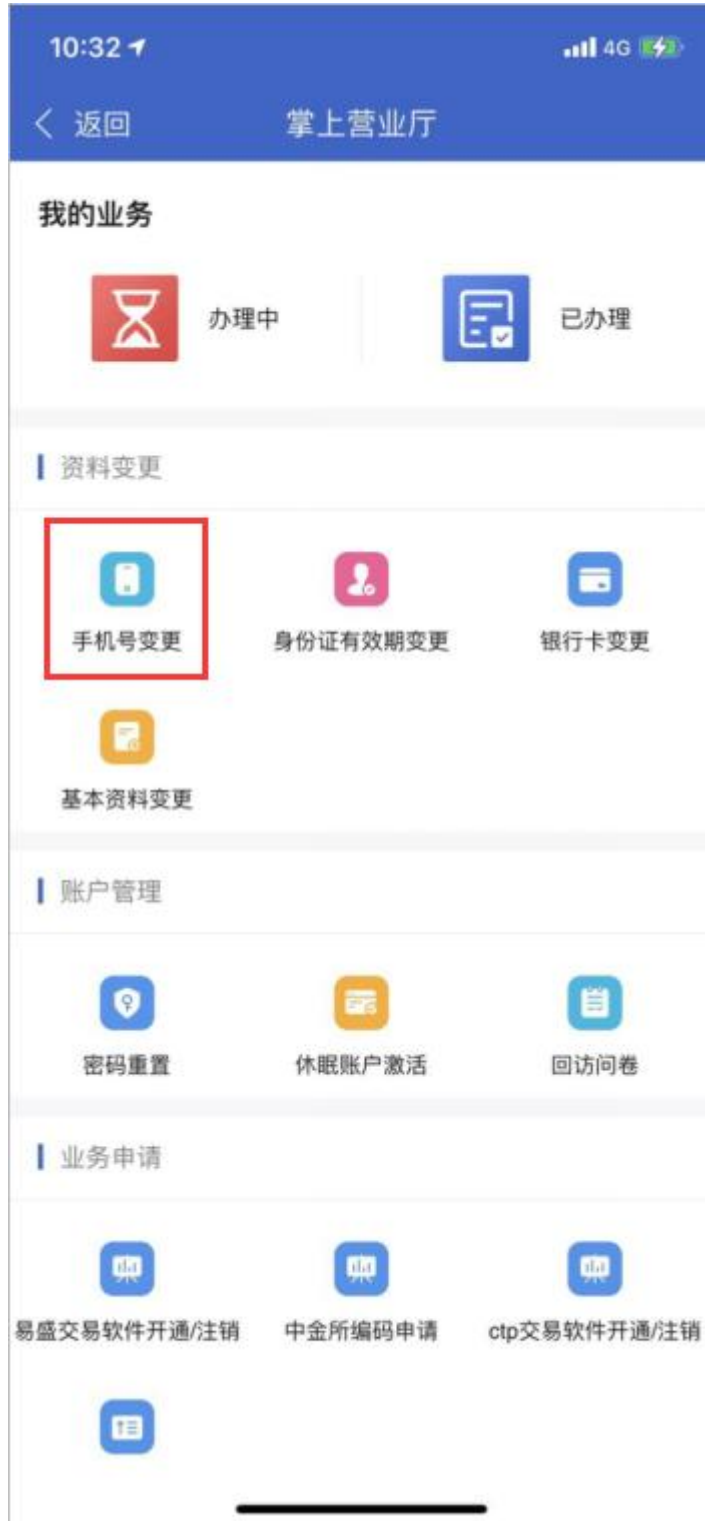 10:32 4G
返回 掌上营业厅
我的业务
办理中 已办理
资料变更
手机号变更 身份证有效期变更 银行卡变更
基本资料变更
账户管理
密码重置 休眠账户激活 回访问卷
业务申请
易盛交易软件开通/注销 中金所编码申请 ctp交易软件开通/注销